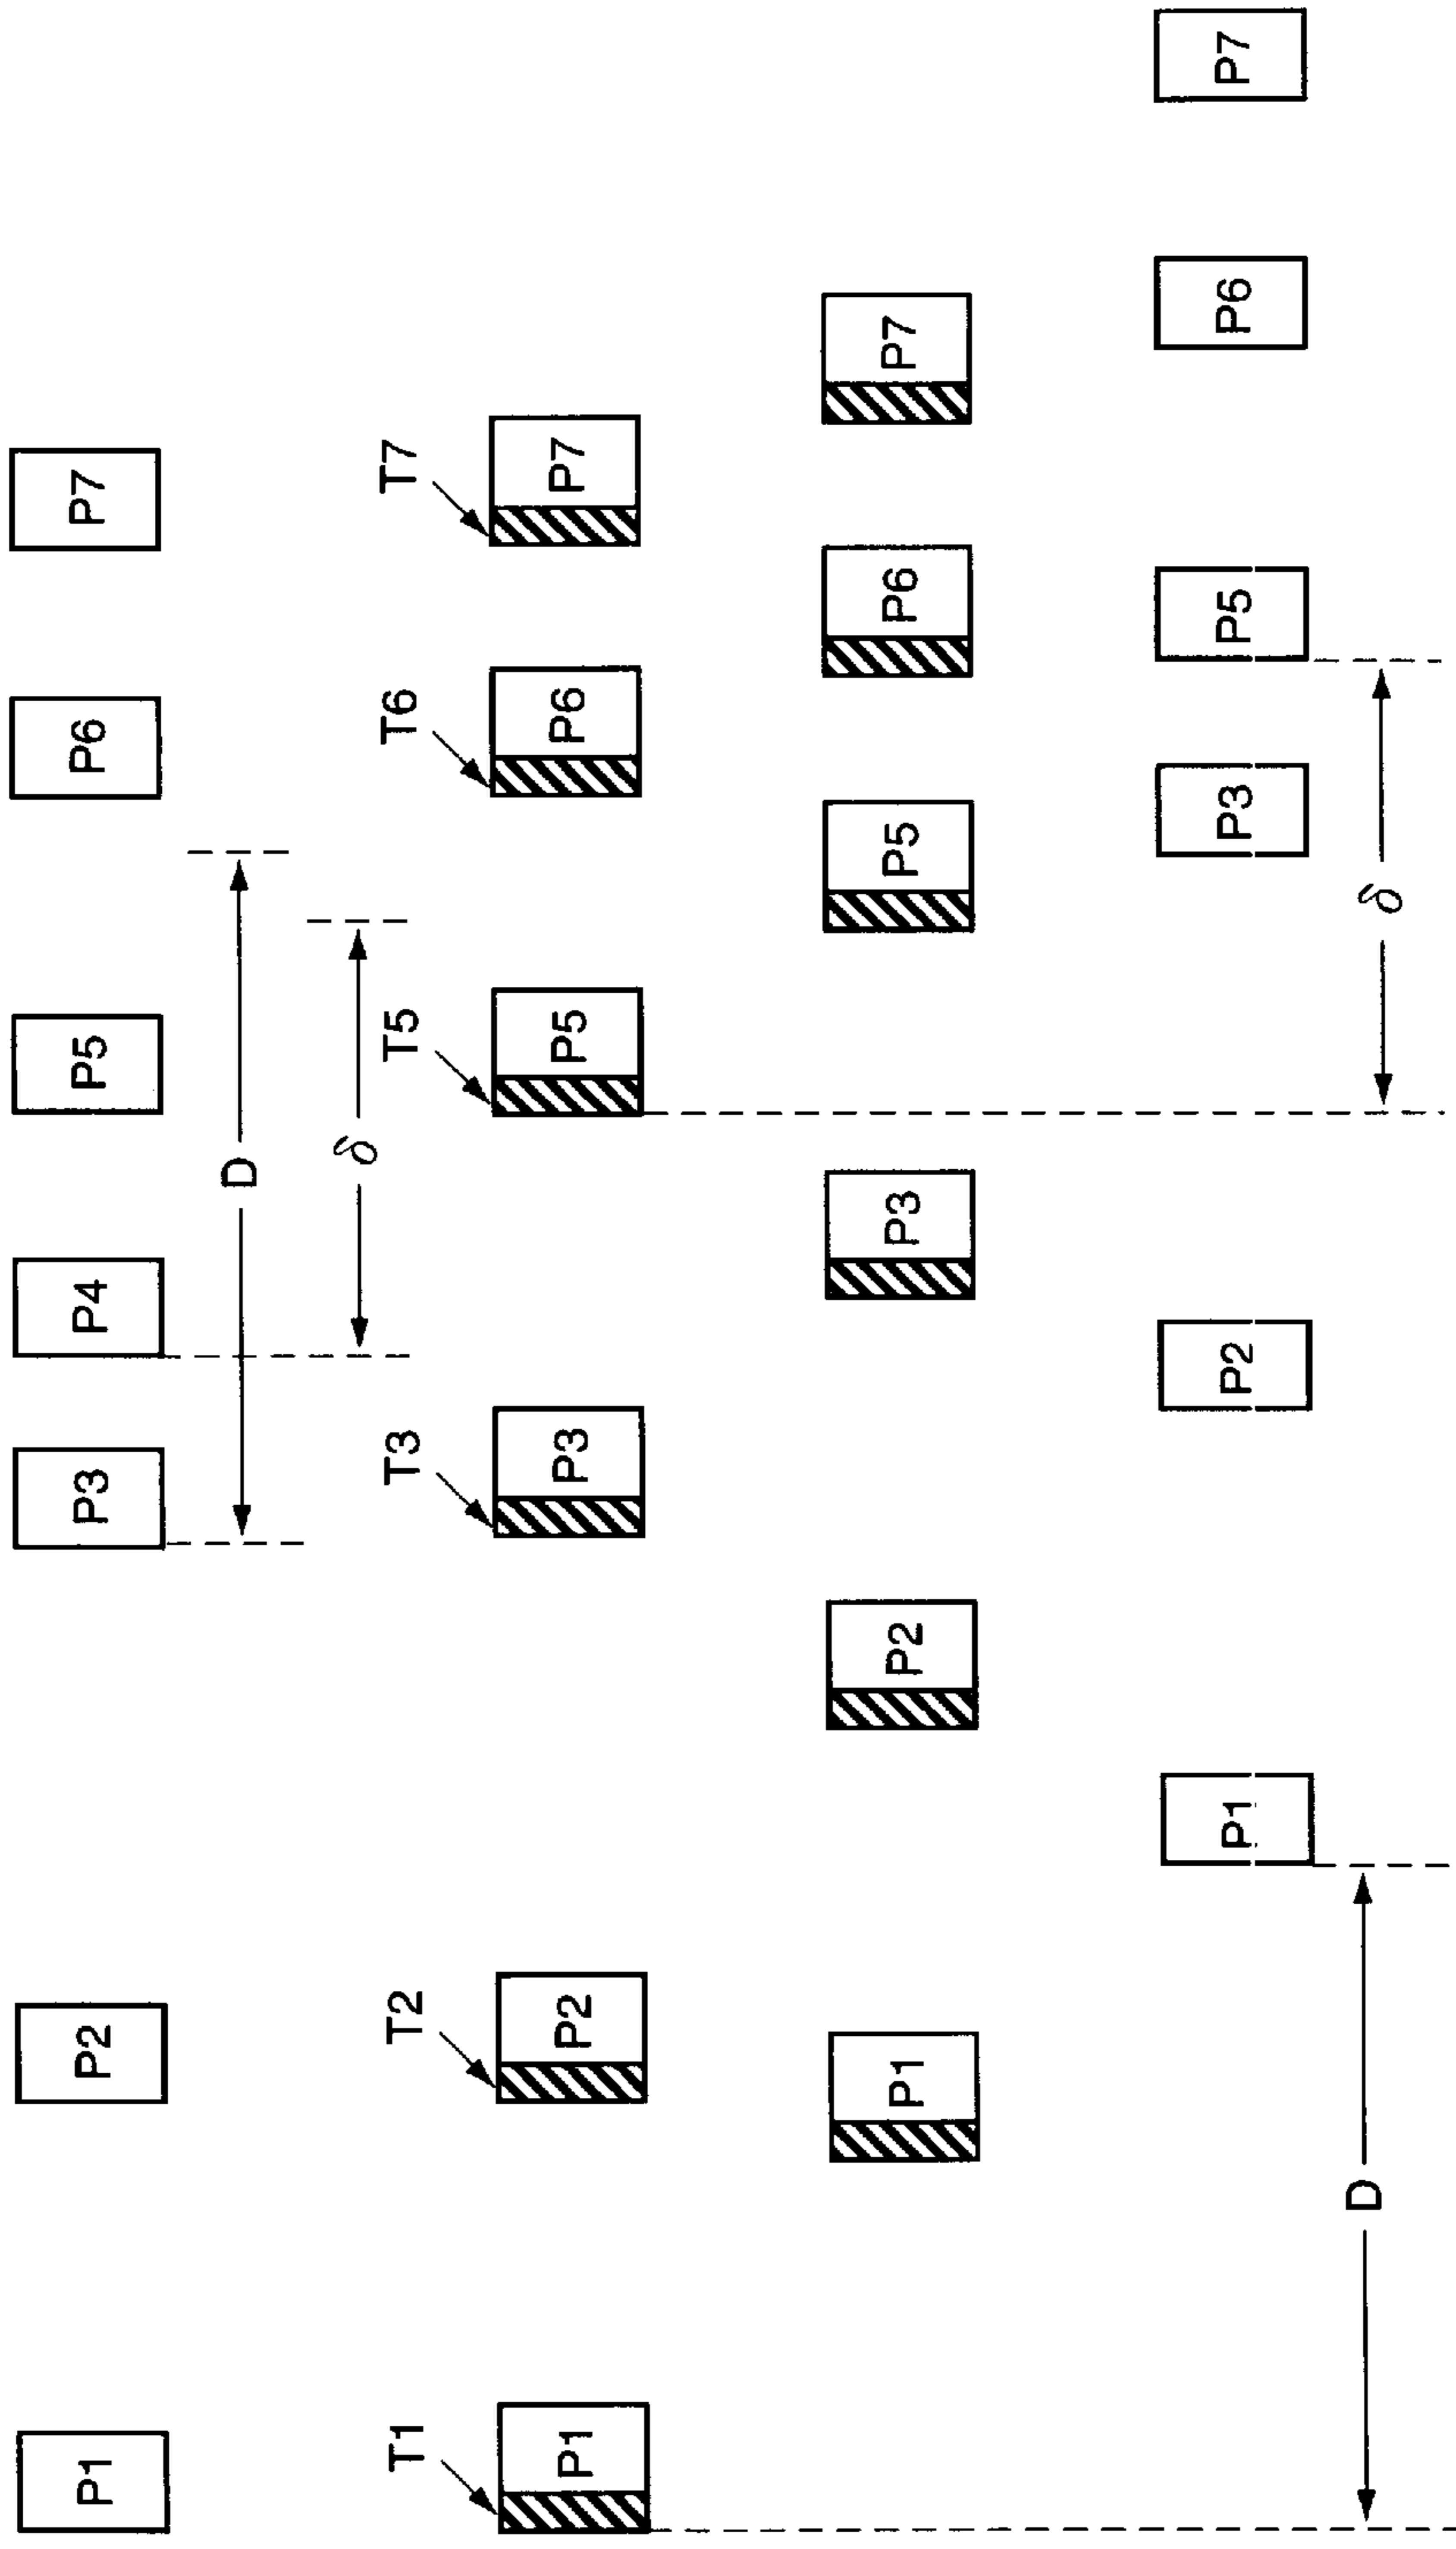 P1 P2 P3 P4 P5 P6 P7
D
δ
T1 T2 T3 T5 T6 T7
P1 P2 P3 P5 P6 P7
P1 P2 P3 P5 P6 P7
P1 P2 P3 P5 P6 P7
D δ